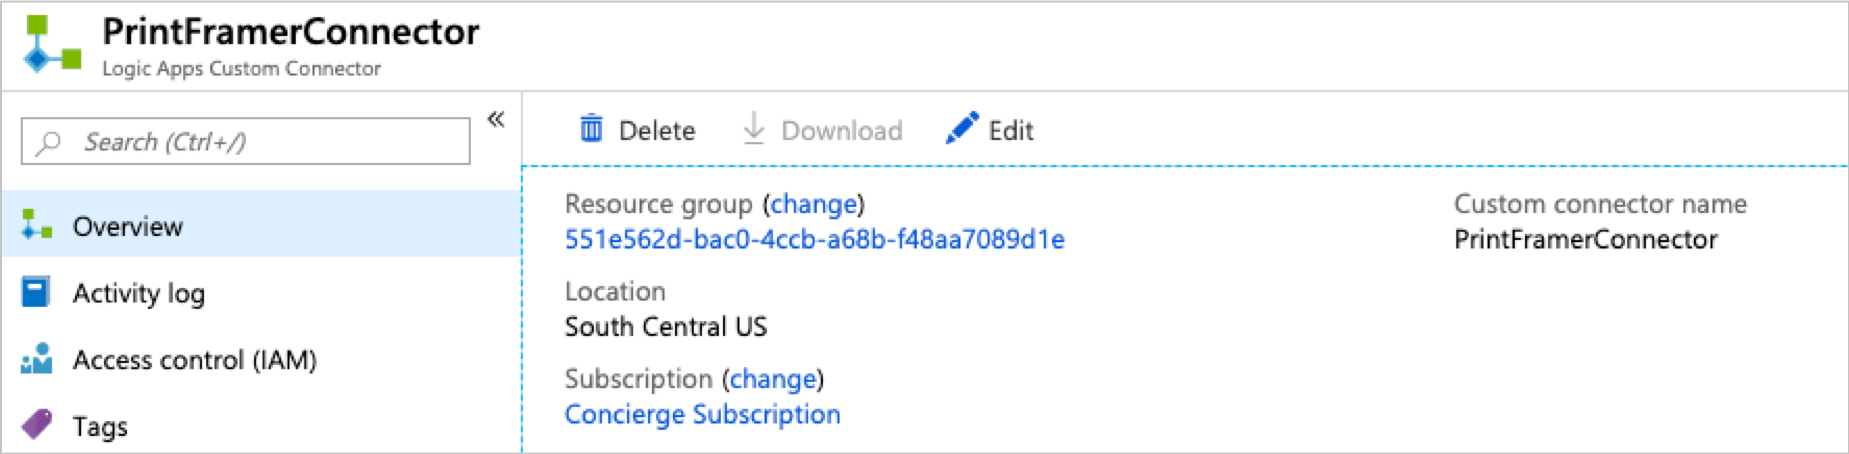 PrintFramerConnector
Logic Apps Custom Connector
Search (Ctrl+/)
«
Overview
Activity log
Access control (IAM)
Tags
Delete
Download
Edit
Resource group (change)
551e562d-bac0-4ccb-a68b-f48aa7089d1e
Location
South Central US
Subscription (change)
Concierge Subscription
Custom connector name
PrintFramerConnector